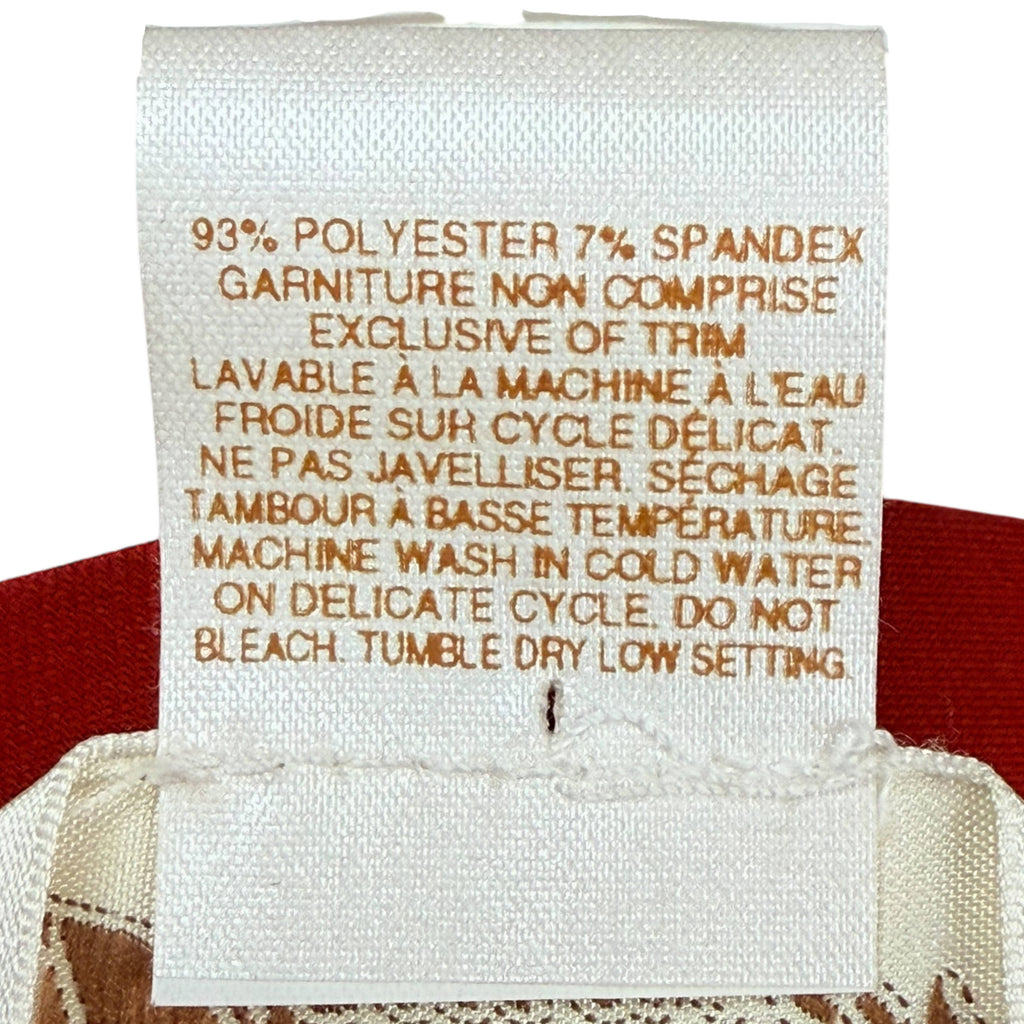 93% POLYESTER 7% SPANDEX
GARNITURE NON COMPRISE
EXCLUSIVE OF TRIM
LAVABLE À LA MACHINE À L'EAU
FROIDE SUR CYCLE DÉLICAT.
NE PAS JAVELLISER. SÉCHAGE
TAMBOUR À BASSE TEMPÉRATURE.
MACHINE WASH IN COLD WATER
ON DELICATE CYCLE. DO NOT
BLEACH. TUMBLE DRY LOW SETTING.